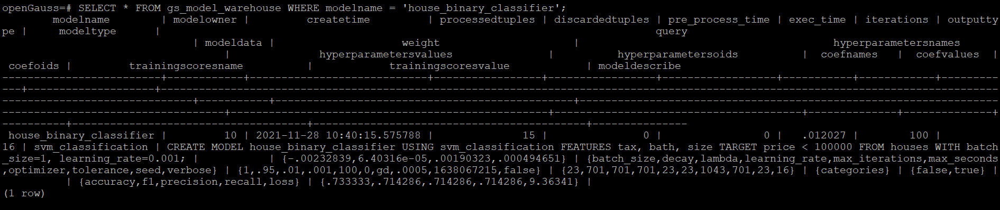 openGauss=# SELECT * FROM gs_model_warehouse WHERE modelname = 'house_binary_classifier';
        modelname        | modelowner |         createtime         | processedtuples | discardedtuples | pre_process_time | exec_time | iterations | outputty
pe |     modeltype      |                                                                              query
                              | modeldata |                    weight                     |                                        hyperparametersnames
                                   |              hyperparametersvalues               |          hyperparametersoids          |  coefnames   |  coefvalues  |
 coefoids |         trainingscoresname          |            trainingscoresvalue            | modeldescribe
-------------------------+------------+----------------------------+-----------------+-----------------+------------------+-----------+------------+---------
---+--------------------+------------------------------------------------------------------------------------------------------------------------------------
------------------------------+-----------+-----------------------------------------------+------------------------------------------------------------------
-----------------------------------+--------------------------------------------------+---------------------------------------+--------------+--------------+
----------+-------------------------------------+-------------------------------------------+---------------
 house_binary_classifier |         10 | 2021-11-28 10:40:15.575788 |              15 |               0 |                0 |   .012027 |        100 |
16 | svm_classification | CREATE MODEL house_binary_classifier USING svm_classification FEATURES tax, bath, size TARGET price < 100000 FROM houses WITH batch
_size=1, learning_rate=0.001; |           | {-.00232839,6.40316e-05,.00190323,.000494651} | {batch_size,decay,lambda,learning_rate,max_iterations,max_seconds
,optimizer,tolerance,seed,verbose} | {1,.95,.01,.001,100,0,gd,.0005,1638067215,false} | {23,701,701,701,23,23,1043,701,23,16} | {categories} | {false,true} |
          | {accuracy,f1,precision,recall,loss} | {.733333,.714286,.714286,.714286,9.36341} |
(1 row)